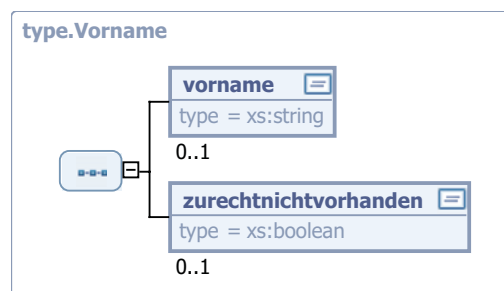 type.Vorname
vorname
type = xs:string
0..1
zurechtnichtvorhanden
type = xs:boolean
0..1